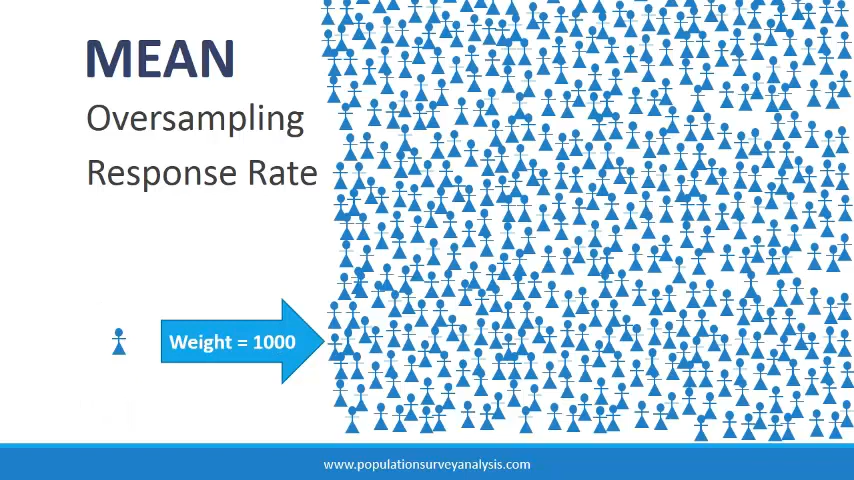 MEAN
Oversampling
Response Rate
Weight = 1000
www.populationsurveyanalysis.com